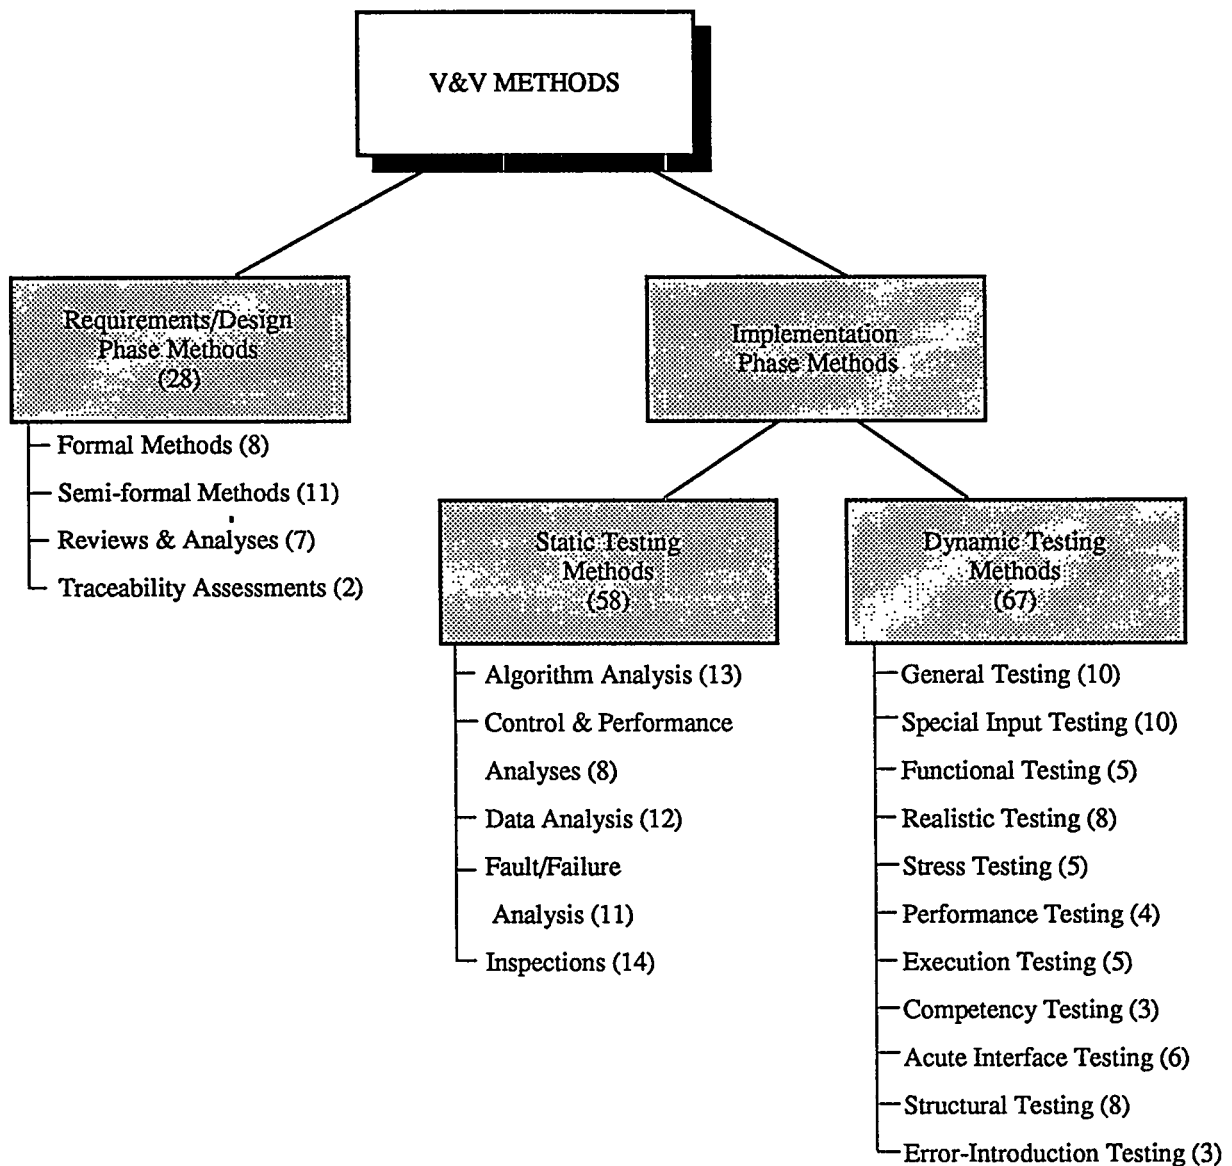 V&V METHODS
Requirements/Design
Phase Methods
(28)
Formal Methods (8)
Semi-formal Methods (11)
Reviews & Analyses (7)
Traceability Assessments (2)
Implementation
Phase Methods
Static Testing
Methods
(58)
Algorithm Analysis (13)
Control & Performance
Analyses (8)
Data Analysis (12)
Fault/Failure
Analysis (11)
Inspections (14)
Dynamic Testing
Methods
(67)
General Testing (10)
Special Input Testing (10)
Functional Testing (5)
Realistic Testing (8)
Stress Testing (5)
Performance Testing (4)
Execution Testing (5)
Competency Testing (3)
Acute Interface Testing (6)
Structural Testing (8)
Error-Introduction Testing (3)